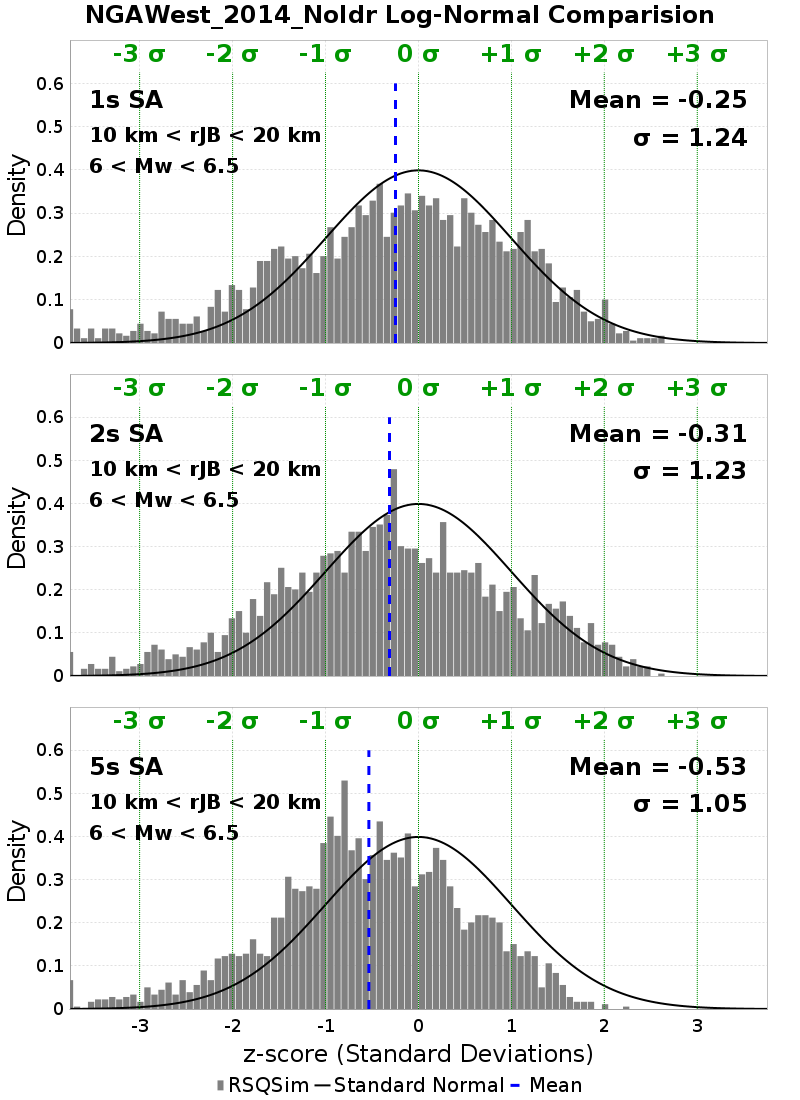 NGAWest_2014_NoIdr Log-Normal Comparision
-3 σ -2 σ -1 σ 0 σ +1 σ +2 σ +3 σ
0.6
1s SA Mean = -0.25
0.5
10 km < rJB < 20 km σ = 1.24
6 < Mw < 6.5
0.4
0.3
0.2
0.1
0
Density
-3 σ -2 σ -1 σ 0 σ +1 σ +2 σ +3 σ
0.6
2s SA Mean = -0.31
0.5
10 km < rJB < 20 km σ = 1.23
6 < Mw < 6.5
0.4
0.3
0.2
0.1
0
Density
-3 σ -2 σ -1 σ 0 σ +1 σ +2 σ +3 σ
0.6
5s SA Mean = -0.53
0.5
10 km < rJB < 20 km σ = 1.05
6 < Mw < 6.5
0.4
0.3
0.2
0.1
0
Density
-3 -2 -1 0 1 2 3
z-score (Standard Deviations)
RSQSim Standard Normal Mean